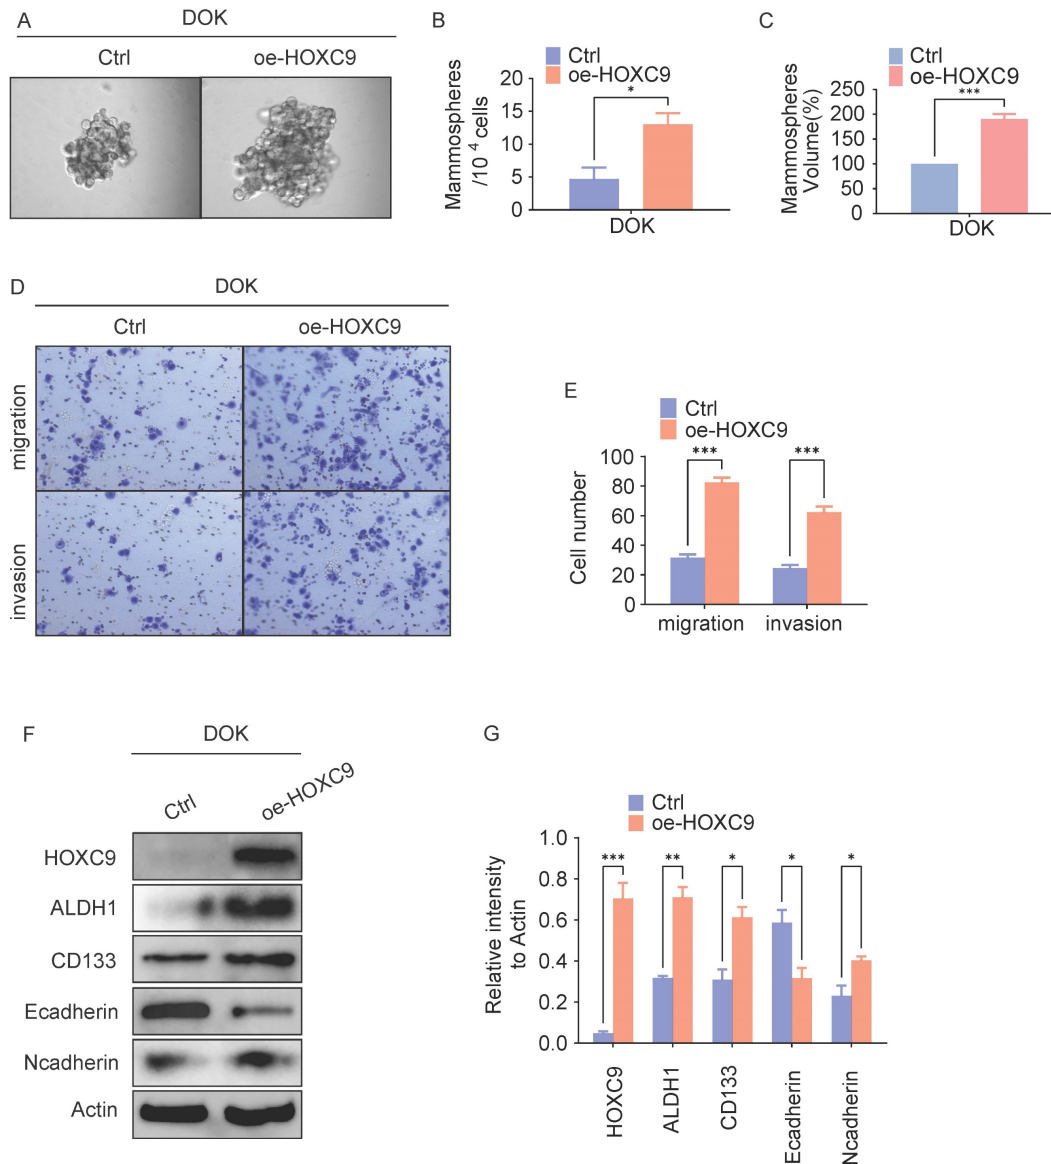 A
DOK
Ctrl oe-HOXC9
B
Ctrl
oe-HOXC9
Mammospheres
/10 4 cells
20
15
10
5
0
*
DOK
C
Ctrl
oe-HOXC9
Mammospheres
Volume(%)
250
200
150
100
50
0
***
DOK
D
DOK
Ctrl oe-HOXC9
migration
invasion
E
Ctrl
oe-HOXC9
Cell number
100
80
60
40
20
0
*** ***
migration invasion
F
DOK
Ctrl oe-HOXC9
HOXC9
ALDH1
CD133
Ecadherin
Ncadherin
Actin
G
Ctrl
oe-HOXC9
Relative intensity
to Actin
1.0
0.8
0.6
0.4
0.2
0.0
*** ** * * *
HOXC9
ALDH1
CD133
Ecadherin
Ncadherin